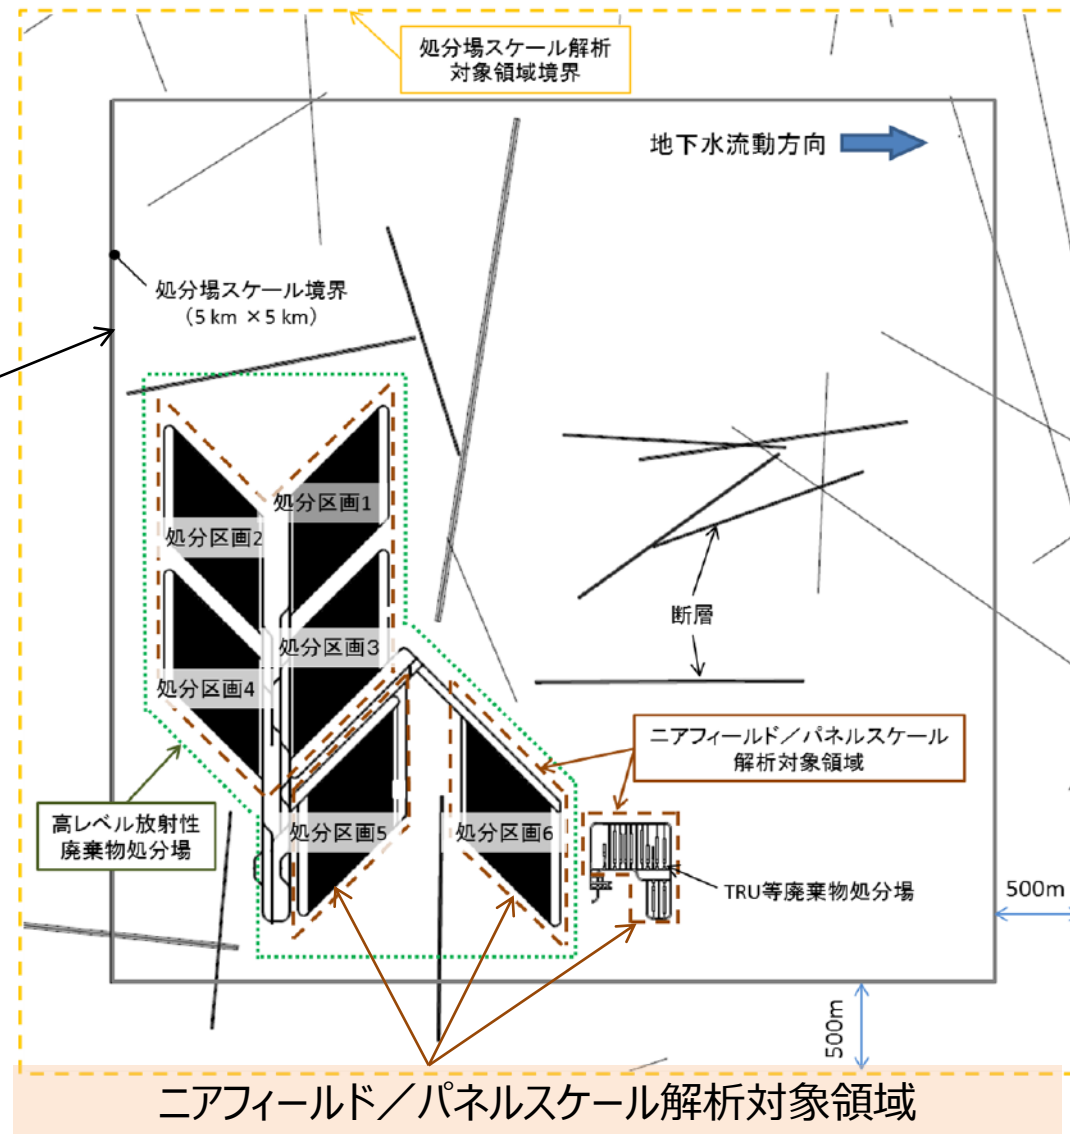 処分場スケール解析
対象領域境界
地下水流動方向
処分場スケール境界
（5 km ×5 km）
処分区画1
処分区画2
処分区画3
処分区画4
断層
ニアフィールド／パネルスケール
解析対象領域
高レベル放射性
廃棄物処分場
処分区画5
処分区画6
TRU等廃棄物処分場
500m
500m
ニアフィールド／パネルスケール解析対象領域